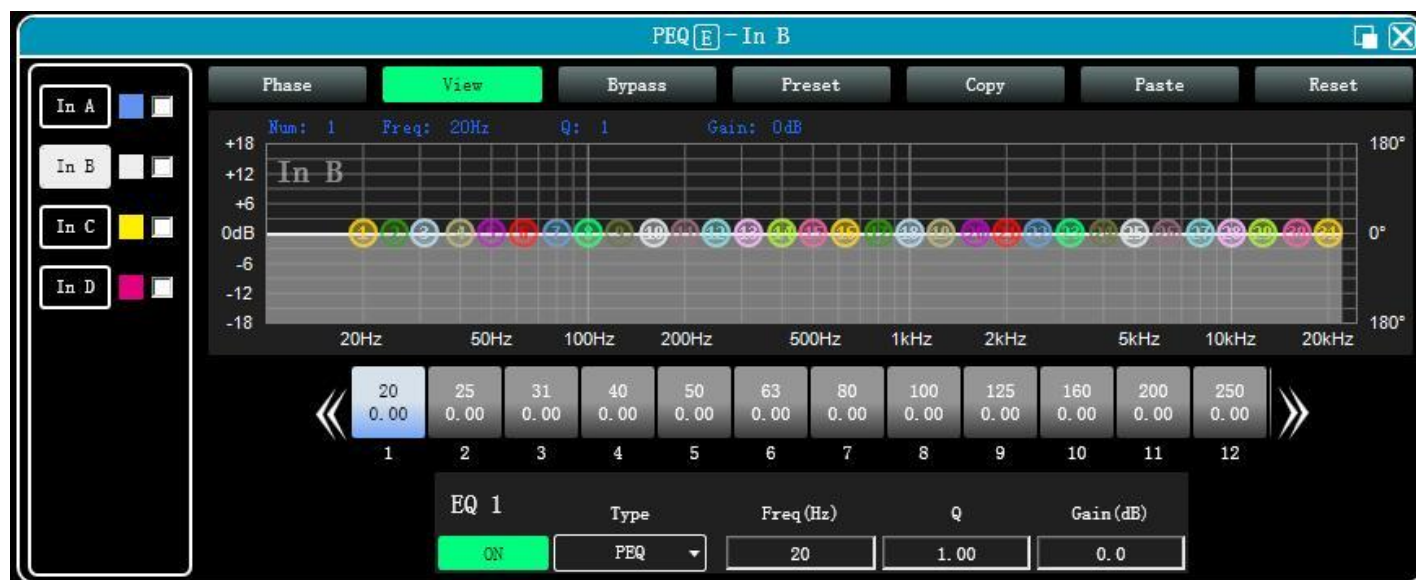 PEQ E - In B
In A
In B
In C
In D
Phase View Bypass Preset Copy Paste Reset
Num: 1 Freq: 20Hz Q: 1 Gain: 0dB
In B
+18 180°
+12
+6
0dB 0°
-6
-12
-18 180°
20Hz 50Hz 100Hz 200Hz 500Hz 1kHz 2kHz 5kHz 10kHz 20kHz
20 25 31 40 50 63 80 100 125 160 200 250
0.00 0.00 0.00 0.00 0.00 0.00 0.00 0.00 0.00 0.00 0.00 0.00
1 2 3 4 5 6 7 8 9 10 11 12
EQ 1 Type Freq(Hz) Q Gain(dB)
ON PEQ 20 1.00 0.0